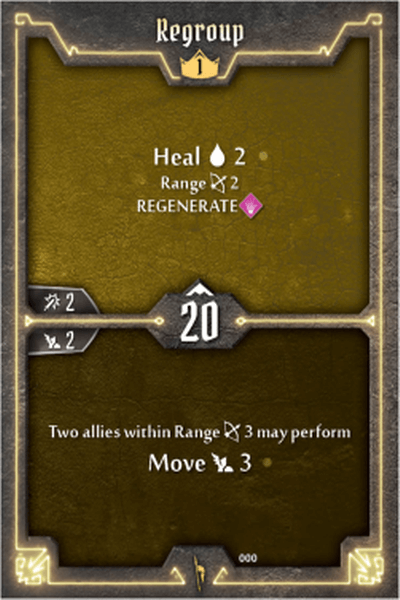 Regroup
1
Heal 2
Range 2
REGENERATE
2
20
2
Two allies within Range 3 may perform
Move 3
000